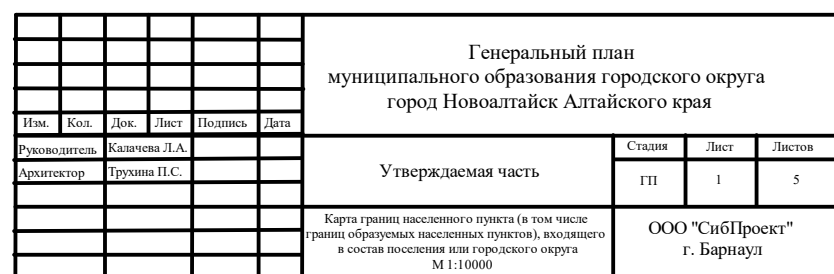 Генеральный план
муниципального образования городского округа
город Новоалтайск Алтайского края
Изм. Кол. Док. Лист Подпись Дата
Руководитель Калачева Л.А.
Архитектор Трухина П.С.
Утверждаемая часть
Стадия Лист Листов
ГП 1 5
Карта границ населенного пункта (в том числе
границ образуемых населенных пунктов), входящего
в состав поселения или городского округа
М 1:10000
ООО "СибПроект"
г. Барнаул